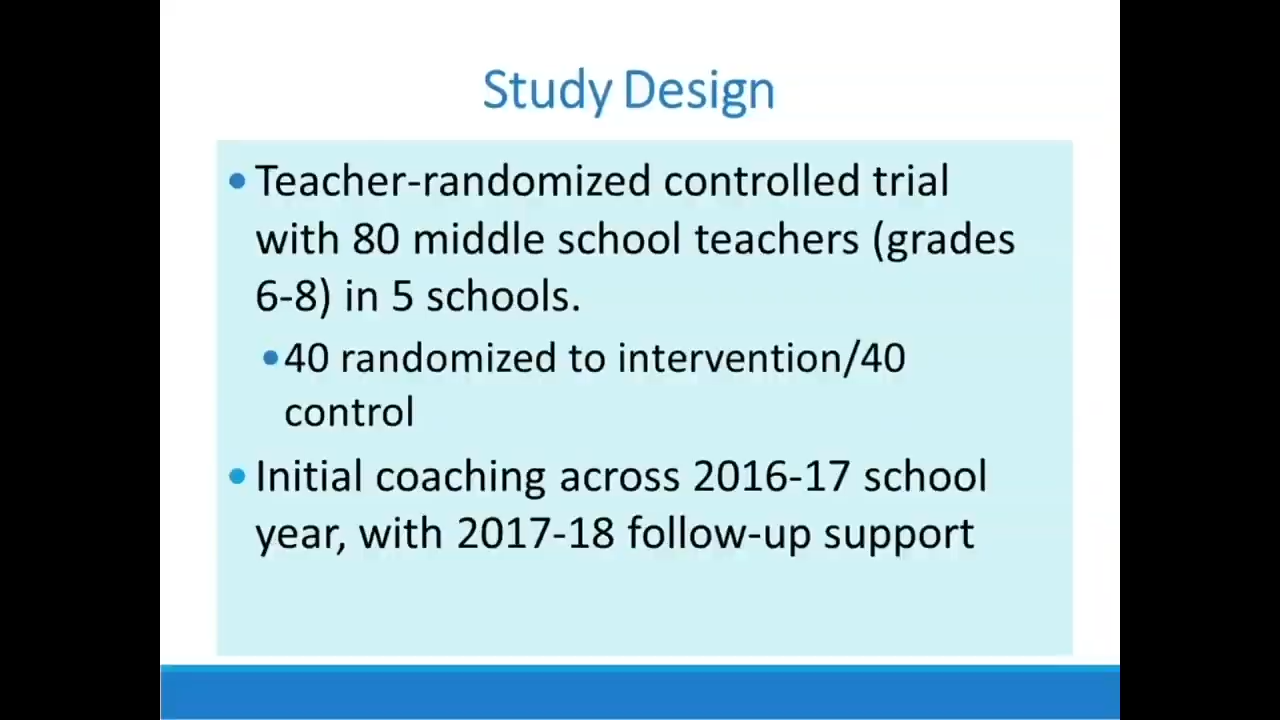 Study Design
• Teacher-randomized controlled trial
with 80 middle school teachers (grades
6-8) in 5 schools.
• 40 randomized to intervention/40
control
• Initial coaching across 2016-17 school
year, with 2017-18 follow-up support